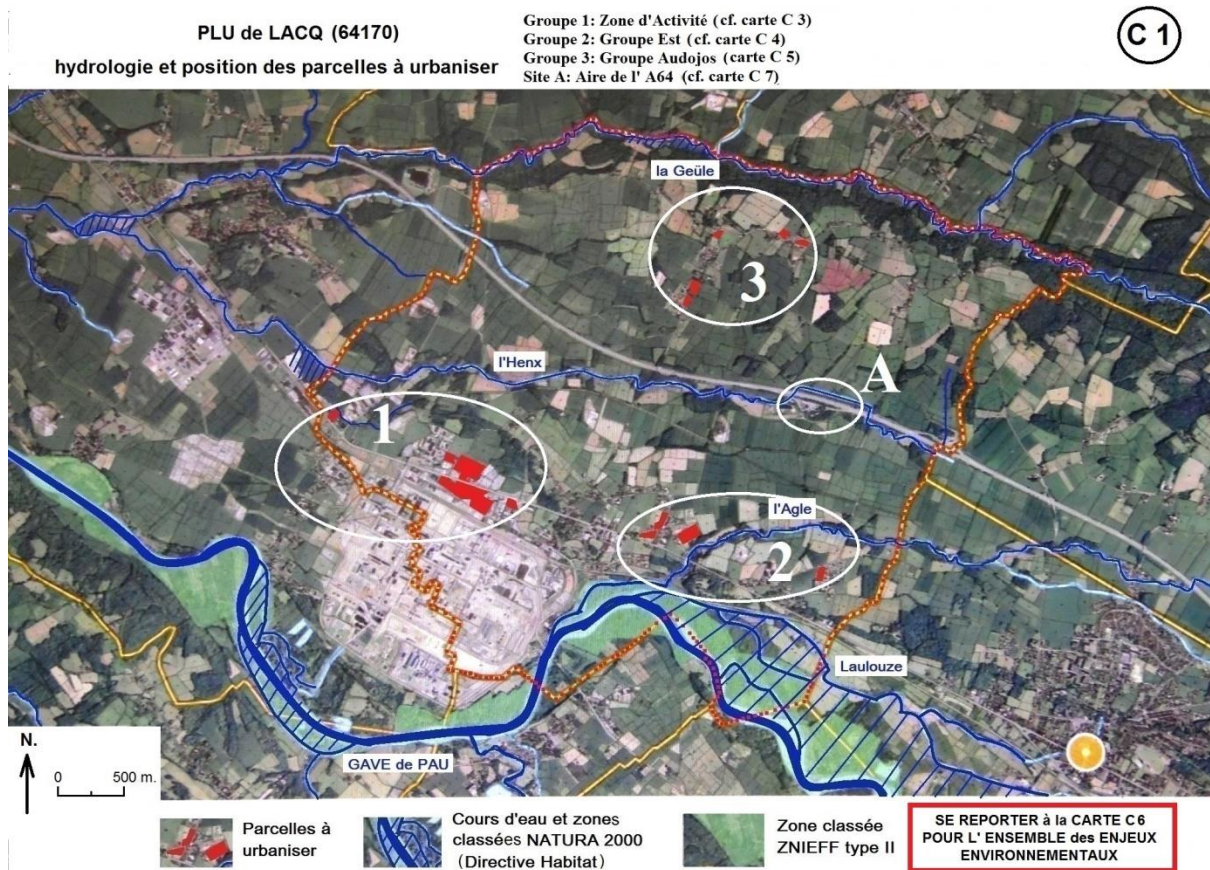 PLU de LACQ (64170)
hydrologie et position des parcelles à urbaniser
Groupe 1: Zone d'Activité (cf. carte C 3)
Groupe 2: Groupe Est (cf. carte C 4)
Groupe 3: Groupe Audojos (carte C 5)
Site A: Aire de l' A64 (cf. carte C 7)
C 1
la Geüle
3
l'Henx
A
1
l'Agle
2
Laulouze
GAVE de PAU
N.
0 500 m.
Parcelles à
urbaniser
Cours d'eau et zones
classées NATURA 2000
(Directive Habitat)
Zone classée
ZNIEFF type II
SE REPORTER à la CARTE C 6
POUR L' ENSEMBLE des ENJEUX
ENVIRONNEMENTAUX